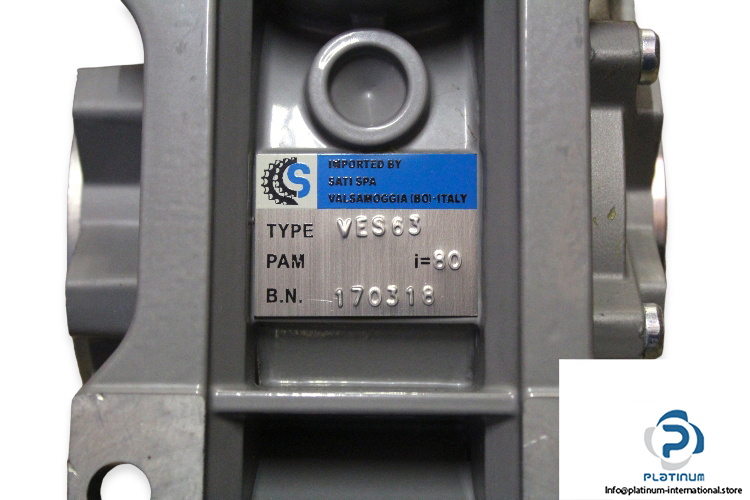 S
IMPORTED BY
SATI SPA
VALSAMOGGIA (BO)-ITALY
TYPE VES63
PAM i=80
B.N. 170318
P
PLATINUM
Info@platinum-international.store